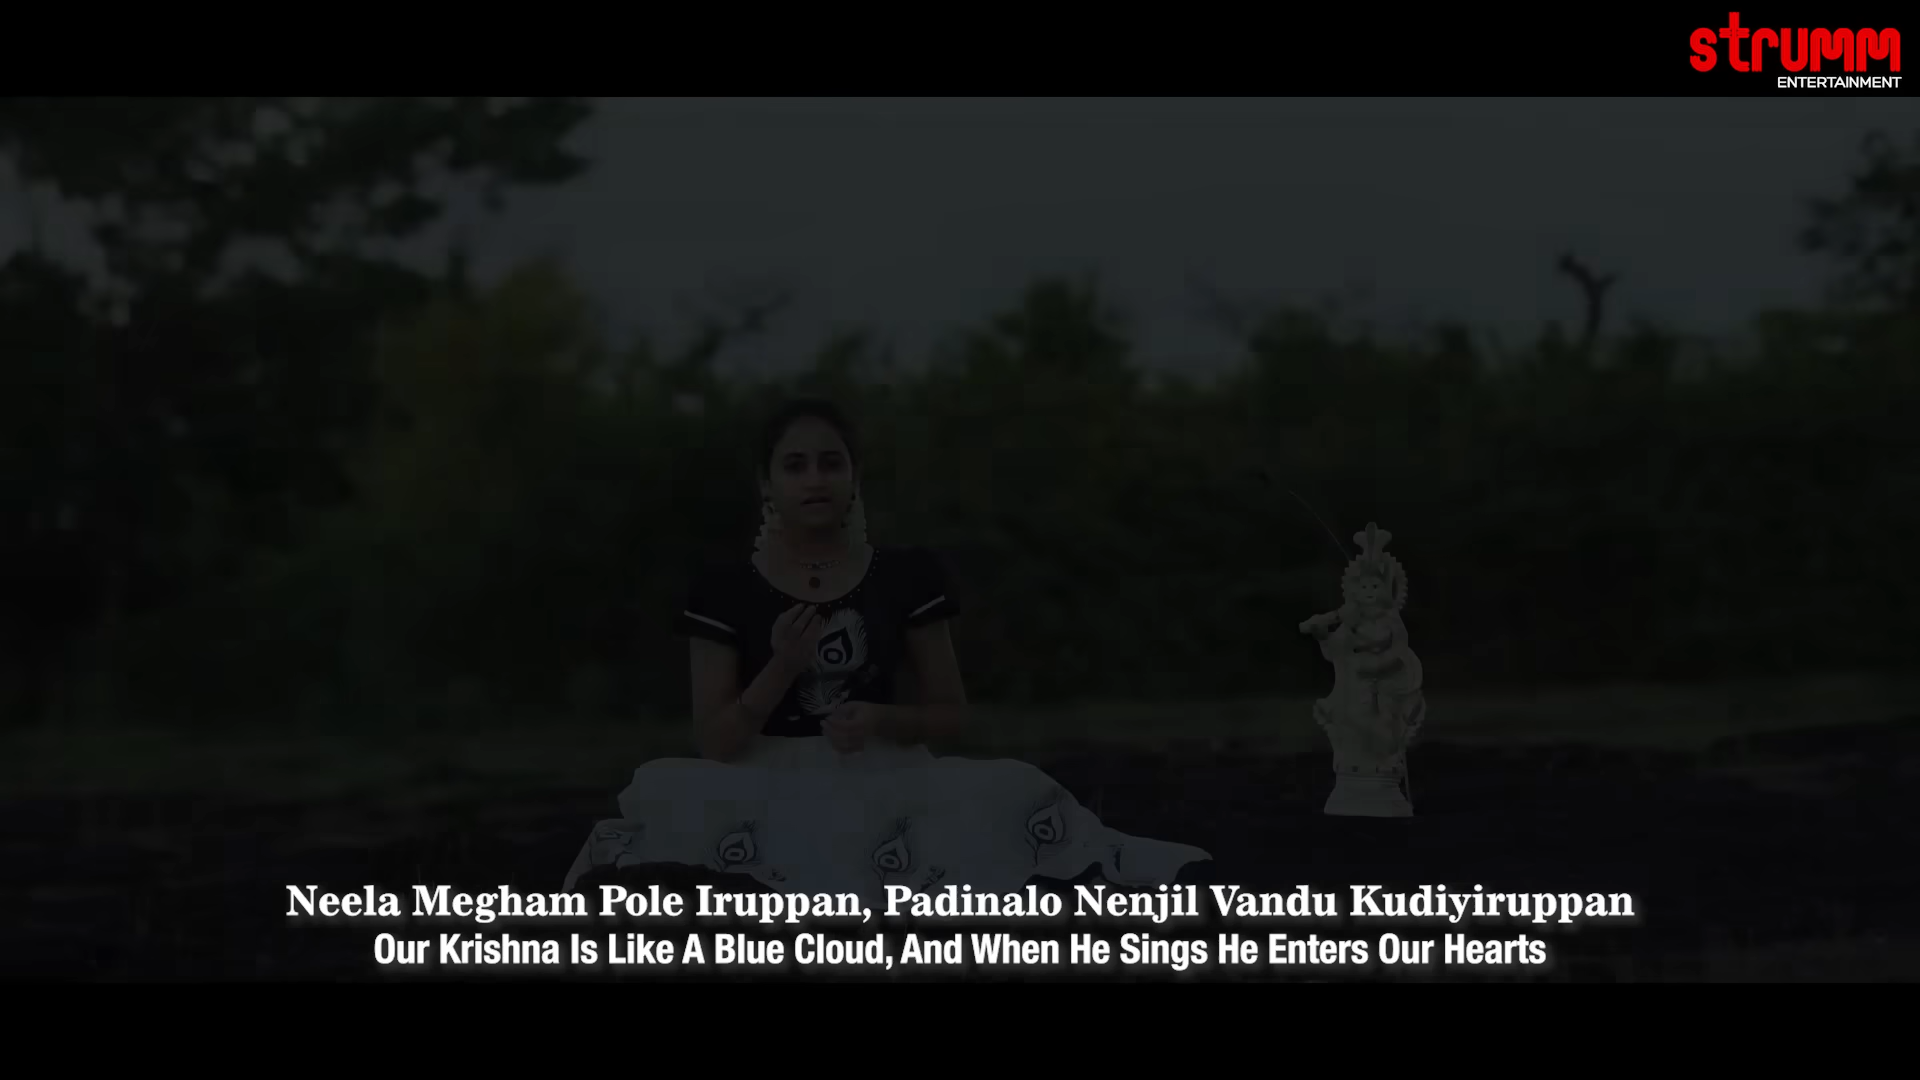 strumm
ENTERTAINMENT
Neela Megham Pole Iruppan, Padinalo Nenjil Vandu Kudiyiruppan
Our Krishna Is Like A Blue Cloud, And When He Sings He Enters Our Hearts